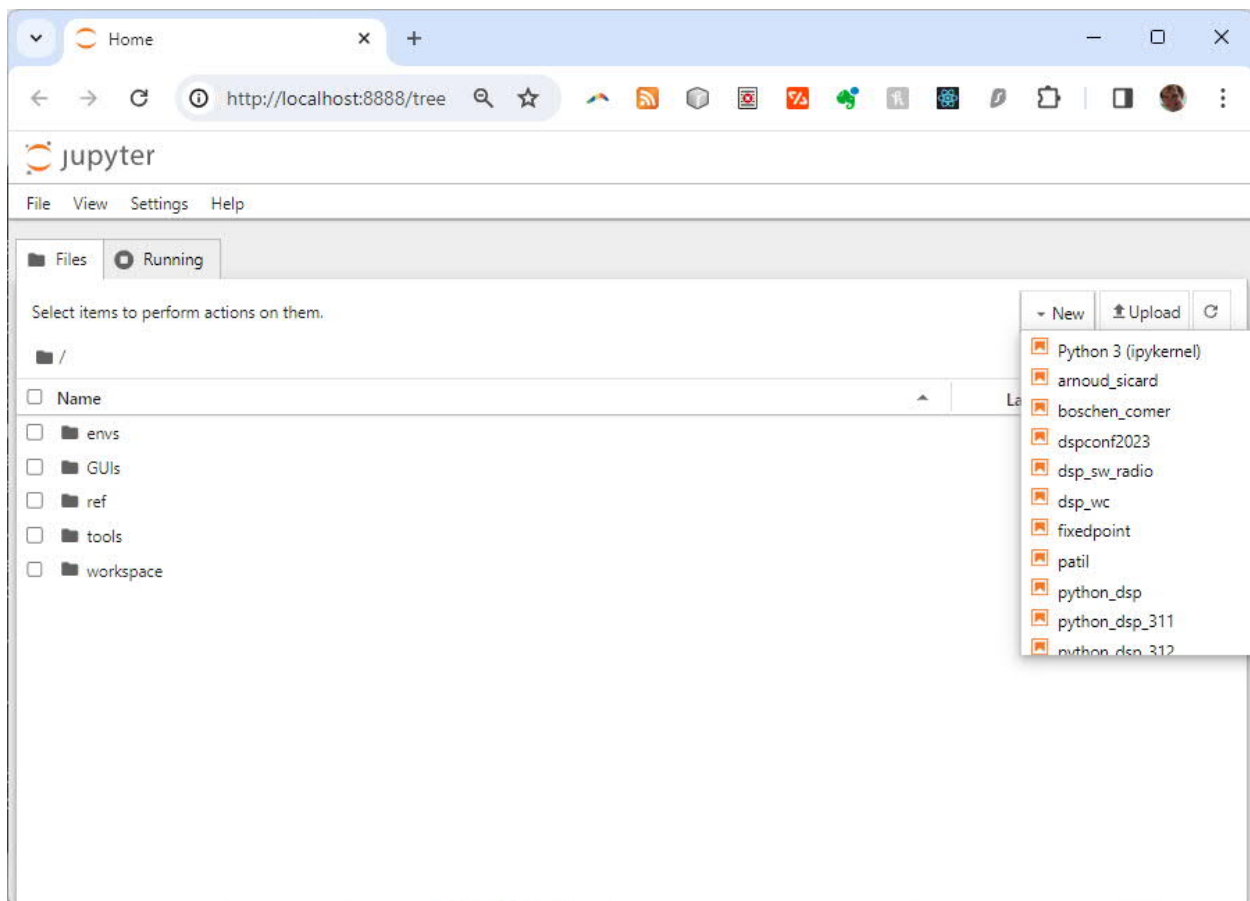 Home
http://localhost:8888/tree
jupyter
File View Settings Help
Files Running
Select items to perform actions on them.
New Upload
/
Name La
envs
GUIs
ref
tools
workspace
Python 3 (ipykernel)
arnoud_sicard
boschen_comer
dspconf2023
dsp_sw_radio
dsp_wc
fixedpoint
patil
python_dsp
python_dsp_311
python_dsp_312